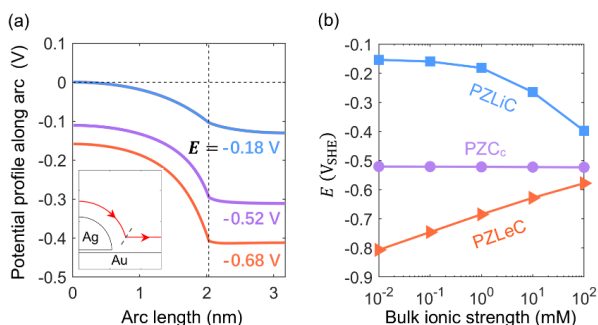 (a)
Potential profile along arc (V)
0.1
0
-0.1
-0.2
-0.3
-0.4
-0.5
E = -0.18 V
-0.52 V
-0.68 V
Ag
Au
0
1
2
3
Arc length (nm)
(b)
E (V_SHE)
-0.1
-0.2
-0.3
-0.4
-0.5
-0.6
-0.7
-0.8
-0.9
PZLiC
PZC_c
PZLeC
10⁻²
10⁻¹
10⁰
10¹
10²
Bulk ionic strength (mM)